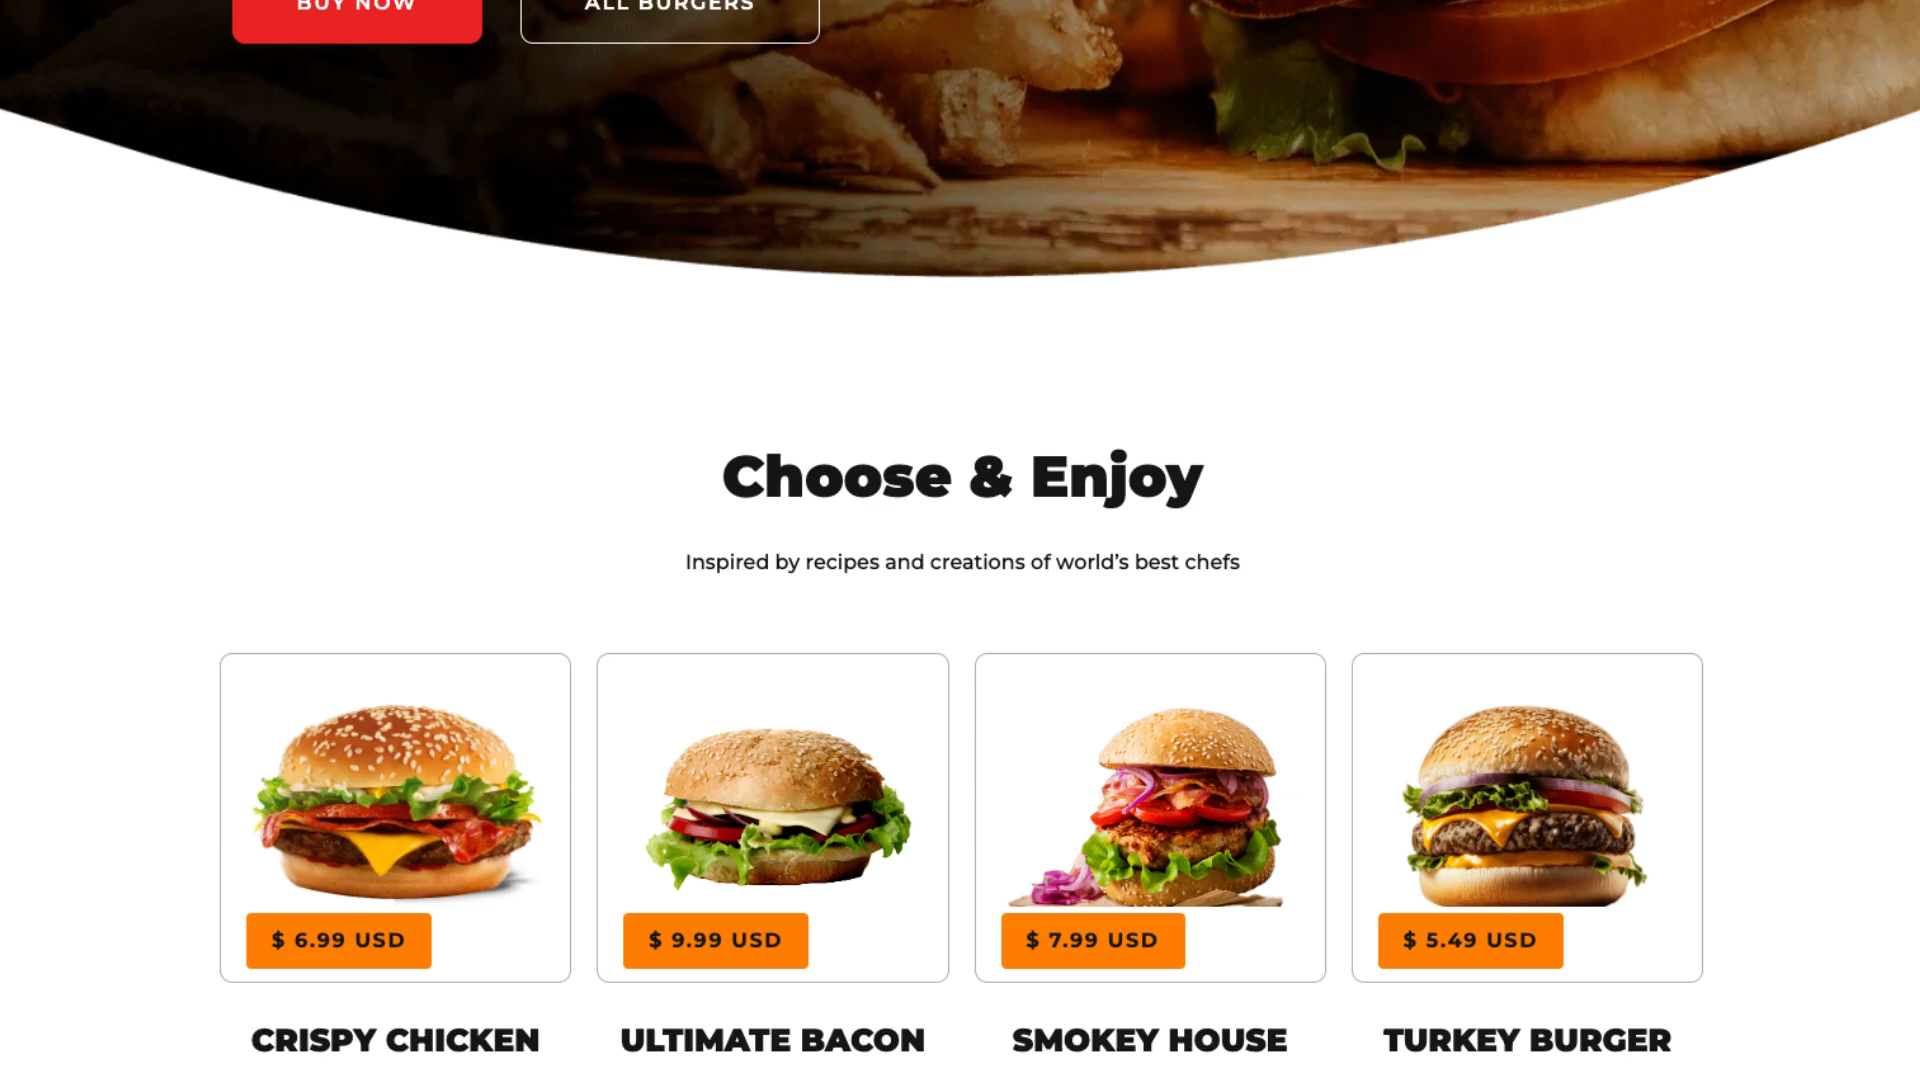 BUY NOW
ALL BURGERS
Choose & Enjoy
Inspired by recipes and creations of world’s best chefs
$ 6.99 USD
$ 9.99 USD
$ 7.99 USD
$ 5.49 USD
CRISPY CHICKEN
ULTIMATE BACON
SMOKEY HOUSE
TURKEY BURGER